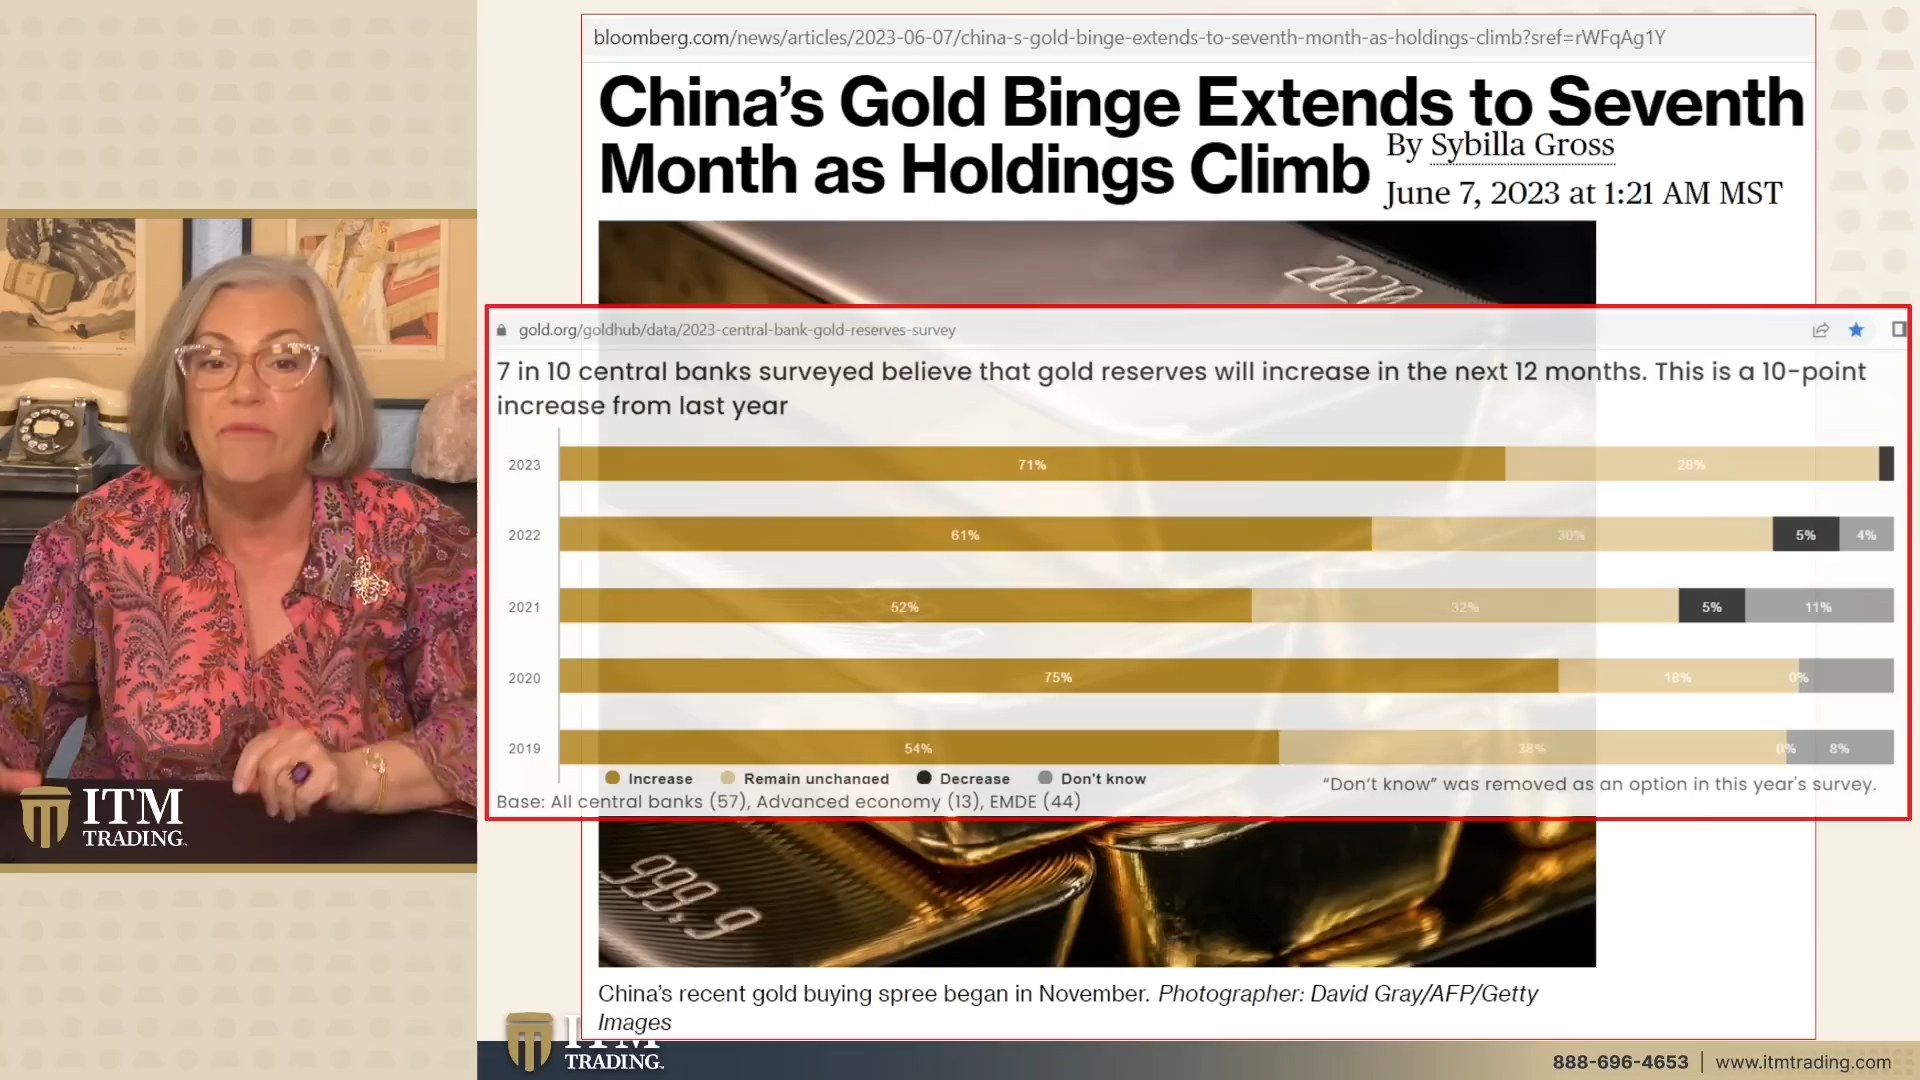 bloomberg.com/news/articles/2023-06-07/china-s-gold-binge-extends-to-seventh-month-as-holdings-climb?sref=rWFqAg1Y
China's Gold Binge Extends to Seventh
Month as Holdings Climb
By Sybilla Gross
June 7, 2023 at 1:21 AM MST
2020
gold.org/goldhub/data/2023-central-bank-gold-reserves-survey
7 in 10 central banks surveyed believe that gold reserves will increase in the next 12 months. This is a 10-point
increase from last year
2023 71% 28%
2022 61% 30% 5% 4%
2021 52% 32% 5% 11%
2020 75% 18% 0%
2019 54% 38% 0% 8%
Increase Remain unchanged Decrease Don't know
"Don't know" was removed as an option in this year's survey.
Base: All central banks (57), Advanced economy (13), EMDE (44)
999,9
China's recent gold buying spree began in November. Photographer: David Gray/AFP/Getty
Images
ITM
TRADING
ITM
TRADING.
888-696-4653 | www.itmtrading.com